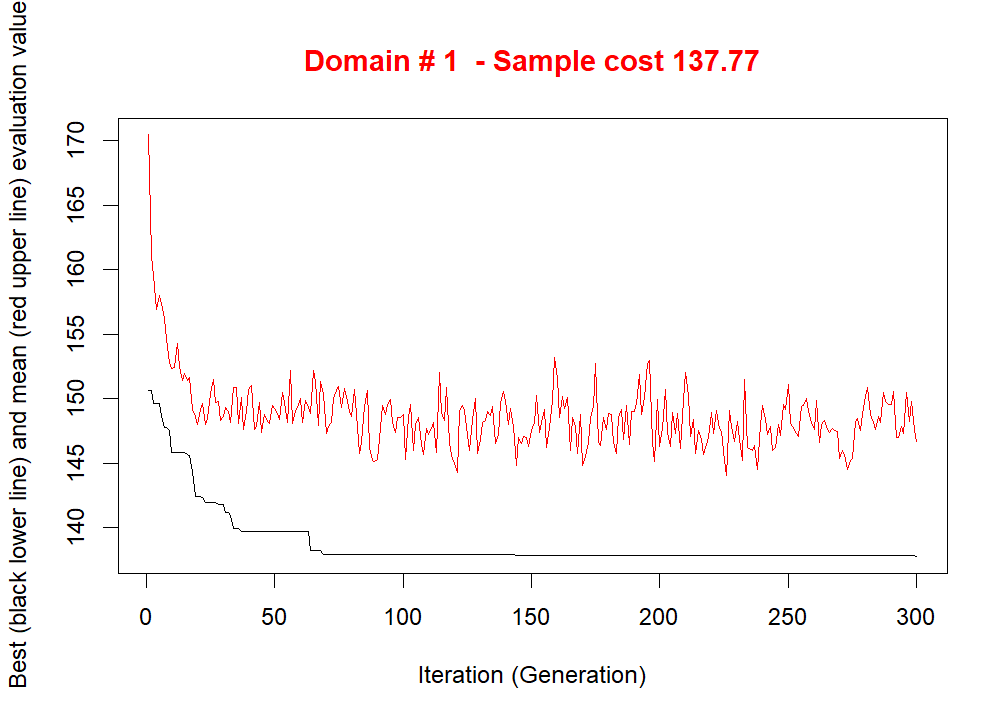 Domain # 1  - Sample cost 137.77
Best (black lower line) and mean (red upper line) evaluation value
170
165
160
155
150
145
140
0 50 100 150 200 250 300
Iteration (Generation)